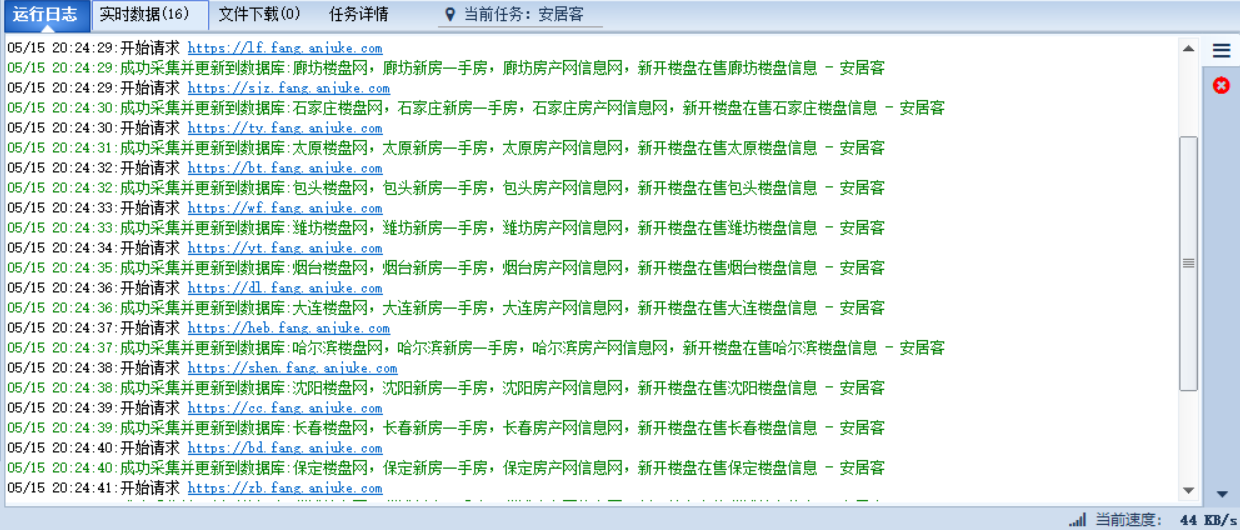 运行日志 实时数据(16) 文件下载(0) 任务详情 当前任务: 安居客
05/15 20:24:29:开始请求 https://lf.fang.anjuke.com
05/15 20:24:29:成功采集并更新到数据库:廊坊楼盘网，廊坊新房一手房，廊坊房产网信息网，新开楼盘在售廊坊楼盘信息 - 安居客
05/15 20:24:29:开始请求 https://sjz.fang.anjuke.com
05/15 20:24:30:成功采集并更新到数据库:石家庄楼盘网，石家庄新房一手房，石家庄房产网信息网，新开楼盘在售石家庄楼盘信息 - 安居客
05/15 20:24:30:开始请求 https://ty.fang.anjuke.com
05/15 20:24:31:成功采集并更新到数据库:太原楼盘网，太原新房一手房，太原房产网信息网，新开楼盘在售太原楼盘信息 - 安居客
05/15 20:24:32:开始请求 https://bt.fang.anjuke.com
05/15 20:24:32:成功采集并更新到数据库:包头楼盘网，包头新房一手房，包头房产网信息网，新开楼盘在售包头楼盘信息 - 安居客
05/15 20:24:33:开始请求 https://wf.fang.anjuke.com
05/15 20:24:33:成功采集并更新到数据库:潍坊楼盘网，潍坊新房一手房，潍坊房产网信息网，新开楼盘在售潍坊楼盘信息 - 安居客
05/15 20:24:34:开始请求 https://yt.fang.anjuke.com
05/15 20:24:35:成功采集并更新到数据库:烟台楼盘网，烟台新房一手房，烟台房产网信息网，新开楼盘在售烟台楼盘信息 - 安居客
05/15 20:24:36:开始请求 https://dl.fang.anjuke.com
05/15 20:24:36:成功采集并更新到数据库:大连楼盘网，大连新房一手房，大连房产网信息网，新开楼盘在售大连楼盘信息 - 安居客
05/15 20:24:37:开始请求 https://heb.fang.anjuke.com
05/15 20:24:37:成功采集并更新到数据库:哈尔滨楼盘网，哈尔滨新房一手房，哈尔滨房产网信息网，新开楼盘在售哈尔滨楼盘信息 - 安居客
05/15 20:24:38:开始请求 https://shen.fang.anjuke.com
05/15 20:24:38:成功采集并更新到数据库:沈阳楼盘网，沈阳新房一手房，沈阳房产网信息网，新开楼盘在售沈阳楼盘信息 - 安居客
05/15 20:24:39:开始请求 https://cc.fang.anjuke.com
05/15 20:24:39:成功采集并更新到数据库:长春楼盘网，长春新房一手房，长春房产网信息网，新开楼盘在售长春楼盘信息 - 安居客
05/15 20:24:40:开始请求 https://bd.fang.anjuke.com
05/15 20:24:40:成功采集并更新到数据库:保定楼盘网，保定新房一手房，保定房产网信息网，新开楼盘在售保定楼盘信息 - 安居客
05/15 20:24:41:开始请求 https://zb.fang.anjuke.com
当前速度: 44 KB/s